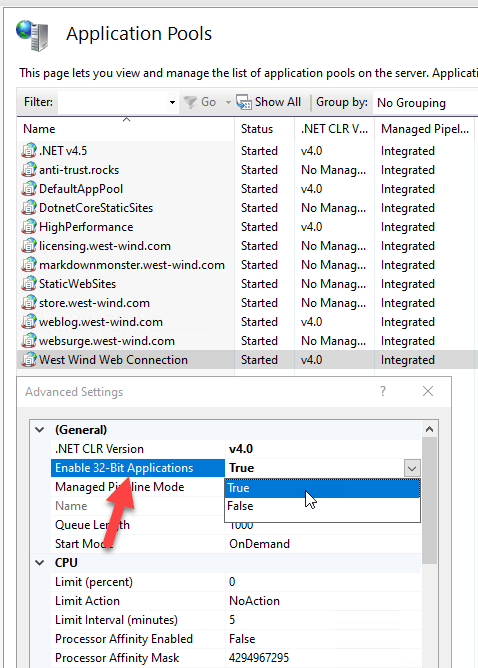 Application Pools
This page lets you view and manage the list of application pools on the server. Applicati
Filter: Go Show All Group by: No Grouping
Name Status .NET CLR V... Managed Pipel...
.NET v4.5 Started v4.0 Integrated
anti-trust.rocks Started No Manag... Integrated
DefaultAppPool Started v4.0 Integrated
DotnetCoreStaticSites Started No Manag... Integrated
HighPerformance Started v4.0 Integrated
licensing.west-wind.com Started No Manag... Integrated
markdownmonster.west-wind.com Started No Manag... Integrated
StaticWebSites Started No Manag... Integrated
store.west-wind.com Started No Manag... Integrated
weblog.west-wind.com Started v4.0 Integrated
websurge.west-wind.com Started No Manag... Integrated
West Wind Web Connection Started v4.0 Integrated
Advanced Settings ?
(General)
.NET CLR Version v4.0
Enable 32-Bit Applications True
Managed Pipeline Mode True
Name False
Queue Length 1000
Start Mode OnDemand
CPU
Limit (percent) 0
Limit Action NoAction
Limit Interval (minutes) 5
Processor Affinity Enabled False
Processor Affinity Mask 4294967295